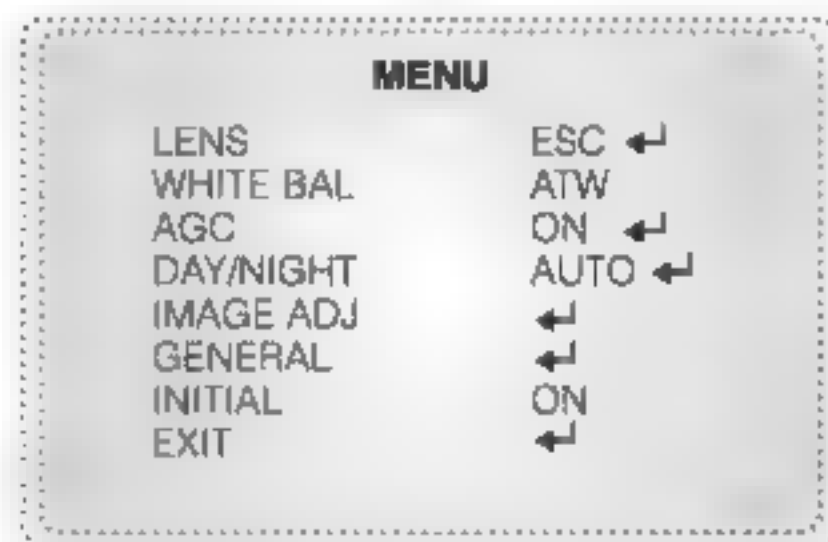 MENU
LENS ESC ↵
WHITE BAL ATW
AGC ON ↵
DAY/NIGHT AUTO ↵
IMAGE ADJ ↵
GENERAL ↵
INITIAL ON
EXIT ↵